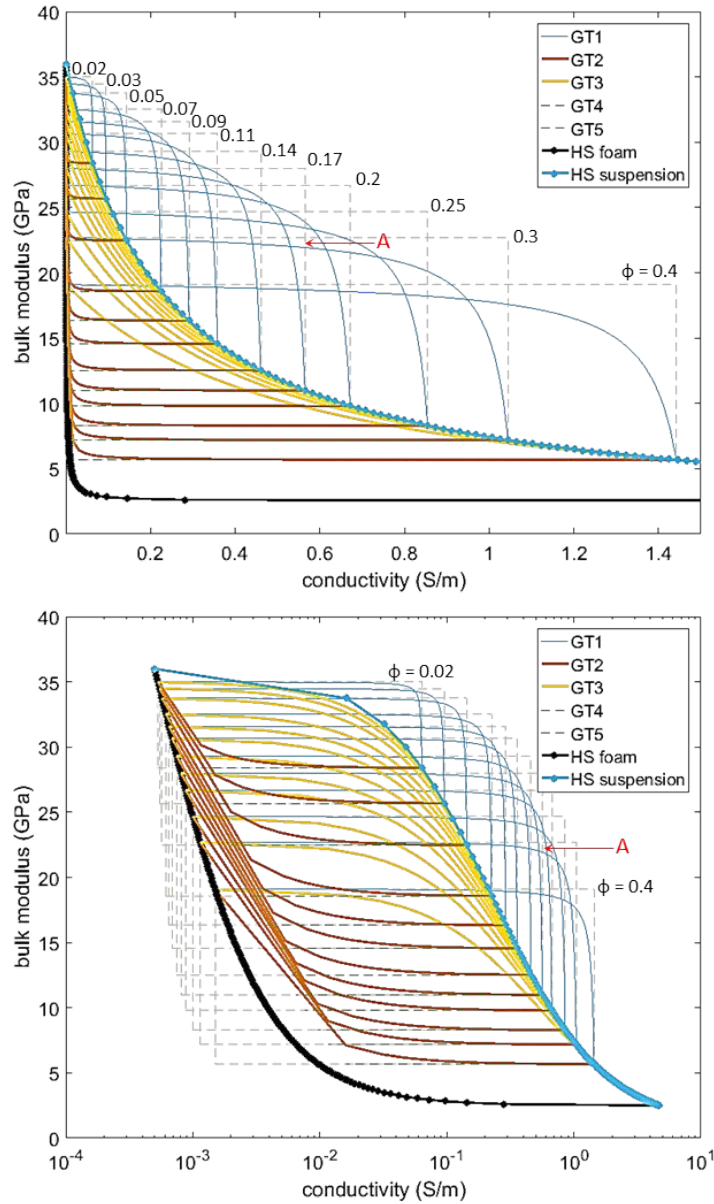 40
35
30
25
20
15
10
5
0
bulk modulus (GPa)
0.02
0.03
0.05
0.07
0.09
0.11
0.14
0.17
0.2
0.25
0.3
ϕ = 0.4
A
GT1
GT2
GT3
GT4
GT5
HS foam
HS suspension
0.2 0.4 0.6 0.8 1 1.2 1.4
conductivity (S/m)
40
35
30
25
20
15
10
5
0
bulk modulus (GPa)
ϕ = 0.02
A
ϕ = 0.4
GT1
GT2
GT3
GT4
GT5
HS foam
HS suspension
10⁻⁴ 10⁻³ 10⁻² 10⁻¹ 10⁰ 10¹
conductivity (S/m)